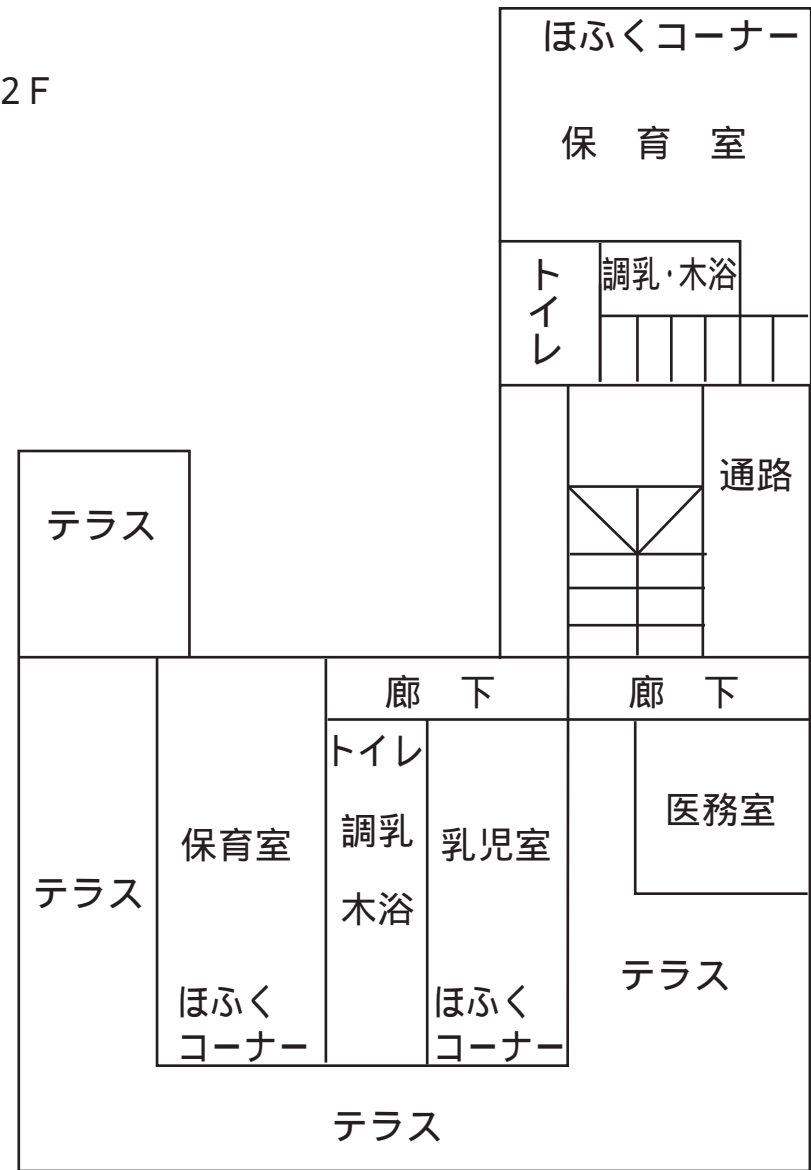 ほふくコーナー
2F
保 育 室
トイレ
調乳・木浴
通路
テラス
廊 下
廊 下
トイレ
調乳
木浴
保育室
乳児室
医務室
テラス
テラス
ほふく
コーナー
ほふく
コーナー
テラス